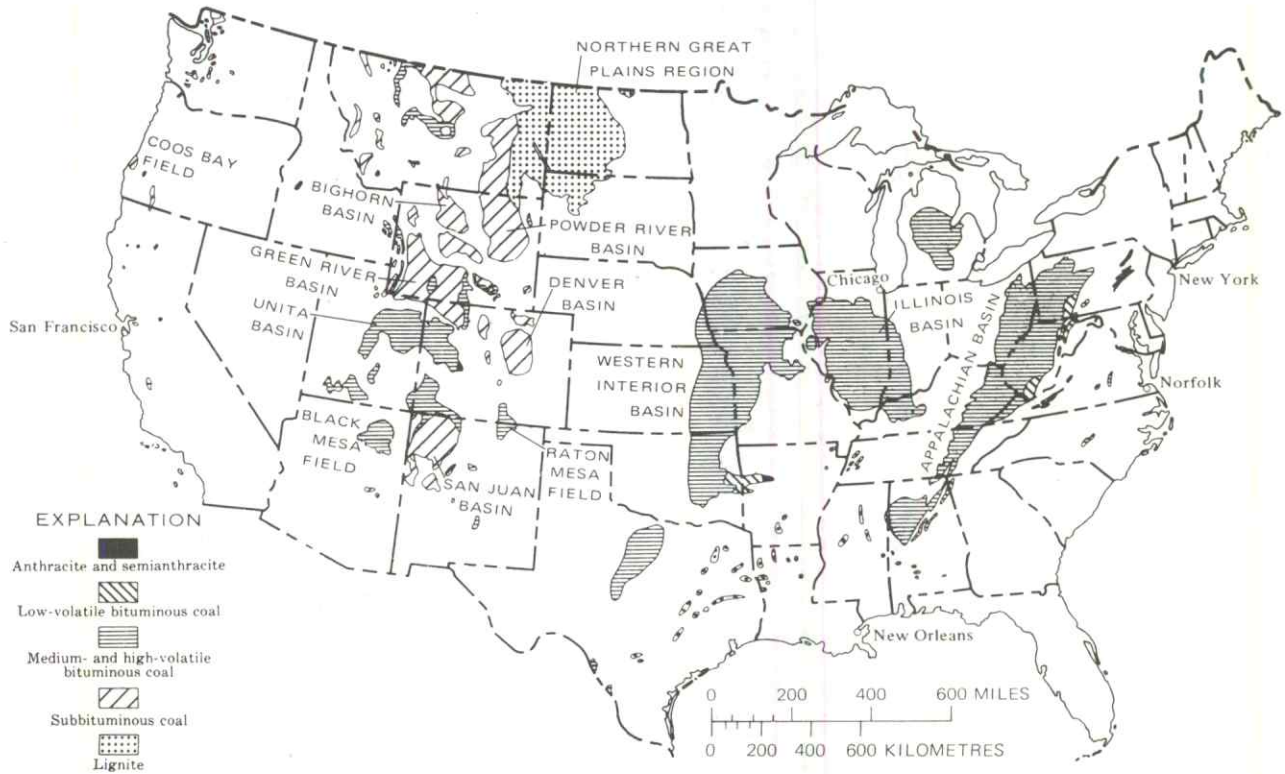 NORTHERN GREAT
PLAINS REGION
COOS BAY
FIELD
BIGHORN
BASIN
POWDER RIVER
BASIN
GREEN RIVER
BASIN
DENVER
BASIN
UNITA
BASIN
Chicago
ILLINOIS
BASIN
New York
San Francisco
WESTERN
INTERIOR
BASIN
APPALACHIAN BASIN
Norfolk
BLACK
MESA
FIELD
RATON
MESA
FIELD
SAN JUAN
BASIN
New Orleans
EXPLANATION
Anthracite and semianthracite
Low-volatile bituminous coal
Medium- and high-volatile
bituminous coal
Subbituminous coal
Lignite
0 200 400 600 MILES
0 200 400 600 KILOMETRES